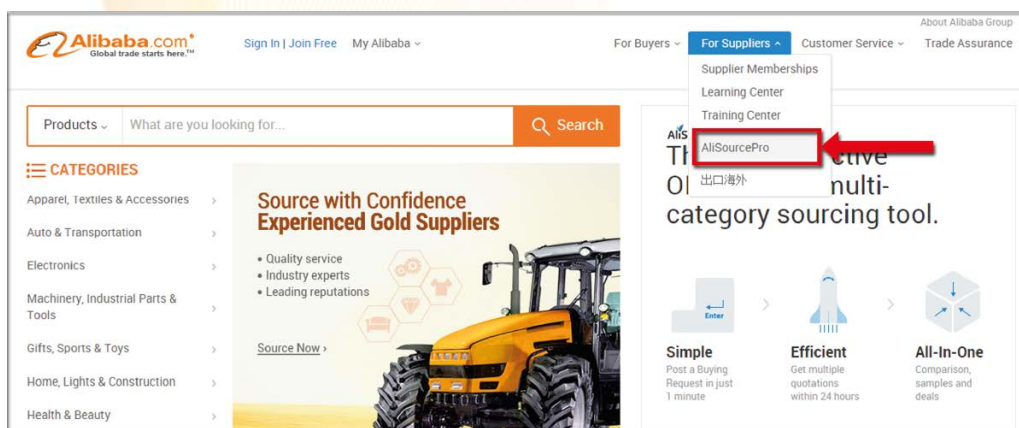 About Alibaba Group
Alibaba.com
Global trade starts here.™
Sign In | Join Free My Alibaba
For Buyers For Suppliers Customer Service Trade Assurance
Supplier Memberships
Learning Center
Training Center
AliSourcePro
出口海外
Products What are you looking for... Search
CATEGORIES
Apparel, Textiles & Accessories
Auto & Transportation
Electronics
Machinery, Industrial Parts &
Tools
Gifts, Sports & Toys
Home, Lights & Construction
Health & Beauty
Source with Confidence
Experienced Gold Suppliers
• Quality service
• Industry experts
• Leading reputations
Source Now ›
category sourcing tool.
Enter
Simple
Post a Buying
Request in just
1 minute
Efficient
Get multiple
quotations
within 24 hours
All-In-One
Comparison,
samples and
deals